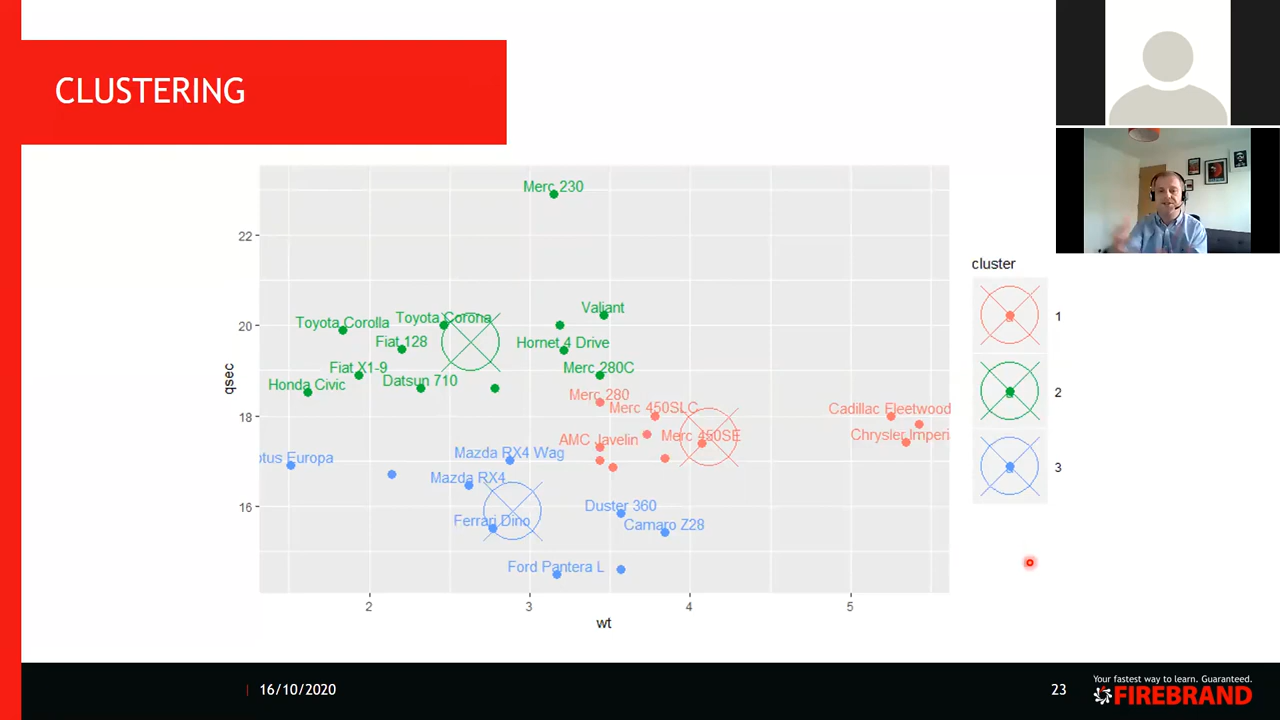 CLUSTERING
Merc 230
22
Valiant
Toyota Corona
Toyota Corolla
20
Fiat 128
Hornet 4 Drive
Fiat X1-9
Merc 280C
Datsun 710
Honda Civic
qsec
Merc 280
Merc 450SLC
Cadillac Fleetwood
18
Merc 450SE
Chrysler Imperi
AMC Javelin
Mazda RX4 Wag
otus Europa
Mazda RX4
16
Duster 360
Ferrari Dino
Camaro Z28
Ford Pantera L
2
3
4
5
wt
cluster
1
2
3
16/10/2020
23
Your fastest way to learn. Guaranteed.
FIREBRAND